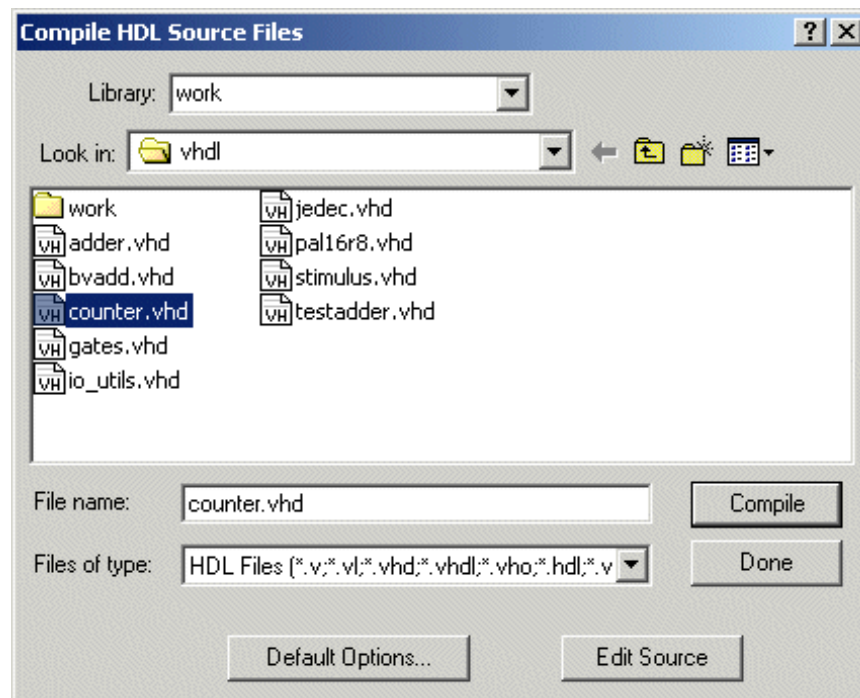 Compile HDL Source Files
Library: work
Look in: vhdl
work
adder.vhd
bvadd.vhd
counter.vhd
gates.vhd
io_utils.vhd
jedec.vhd
pal16r8.vhd
stimulus.vhd
testadder.vhd
File name: counter.vhd Compile
Files of type: HDL Files (*.v;*.vl;*.vhd;*.vhdl;*.vho;*.hdl;*.v Done
Default Options... Edit Source